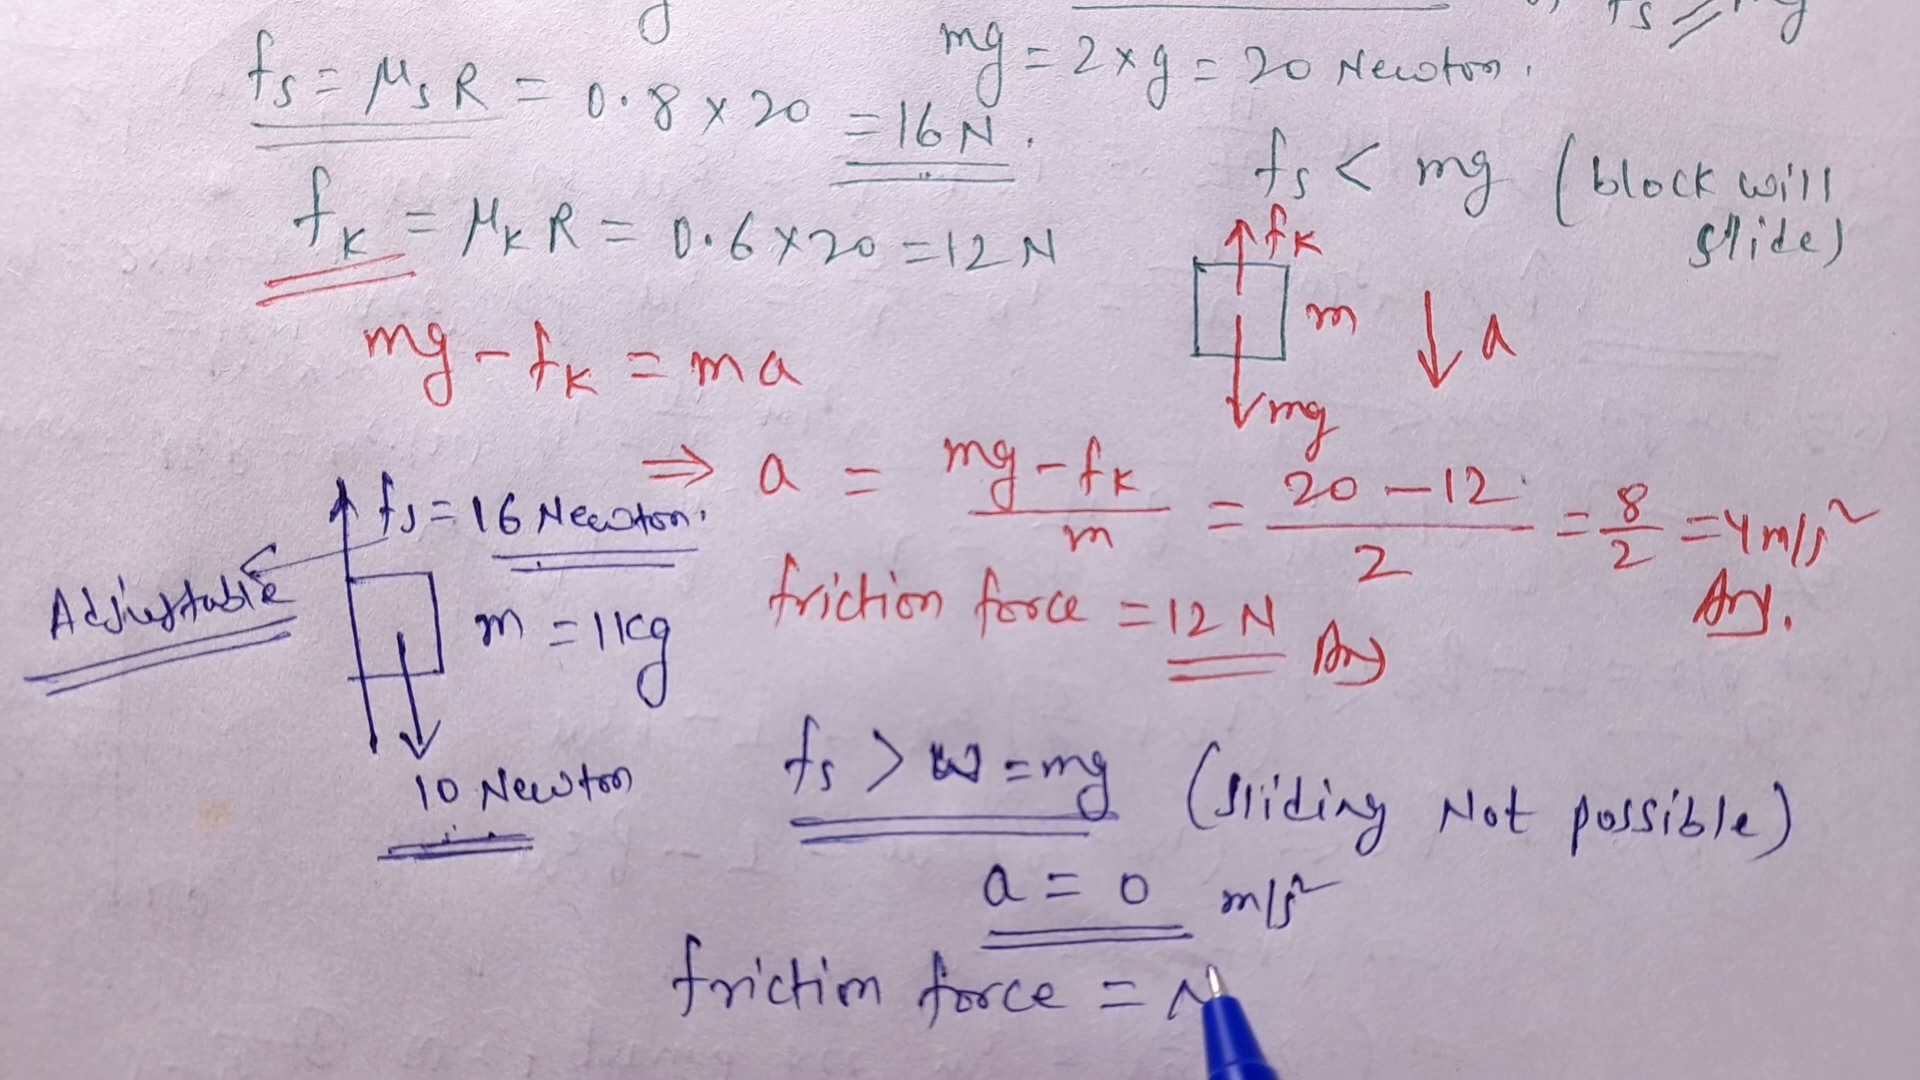 mg = 2 × g = 20 Newton.
fs = μs R = 0.8 × 20 = 16 N.
fs < mg (block will slide)
fK = μK R = 0.6 × 20 = 12 N
fK
m
a
mg
mg - fK = ma
⇒ a = mg - fK / m = 20 - 12 / 2 = 8/2 = 4 m/s² Ans.
fs = 16 Newton.
Adjustable
m = 1 kg
friction force = 12 N Ans
10 Newton
fs > w = mg (sliding Not possible)
a = 0 m/s²
friction force =